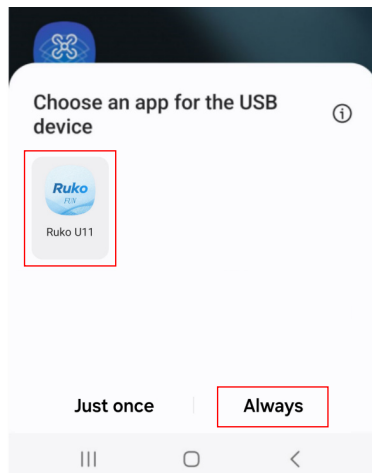 Choose an app for the USB
device
Ruko
FUN
Ruko U11
Just once
Always